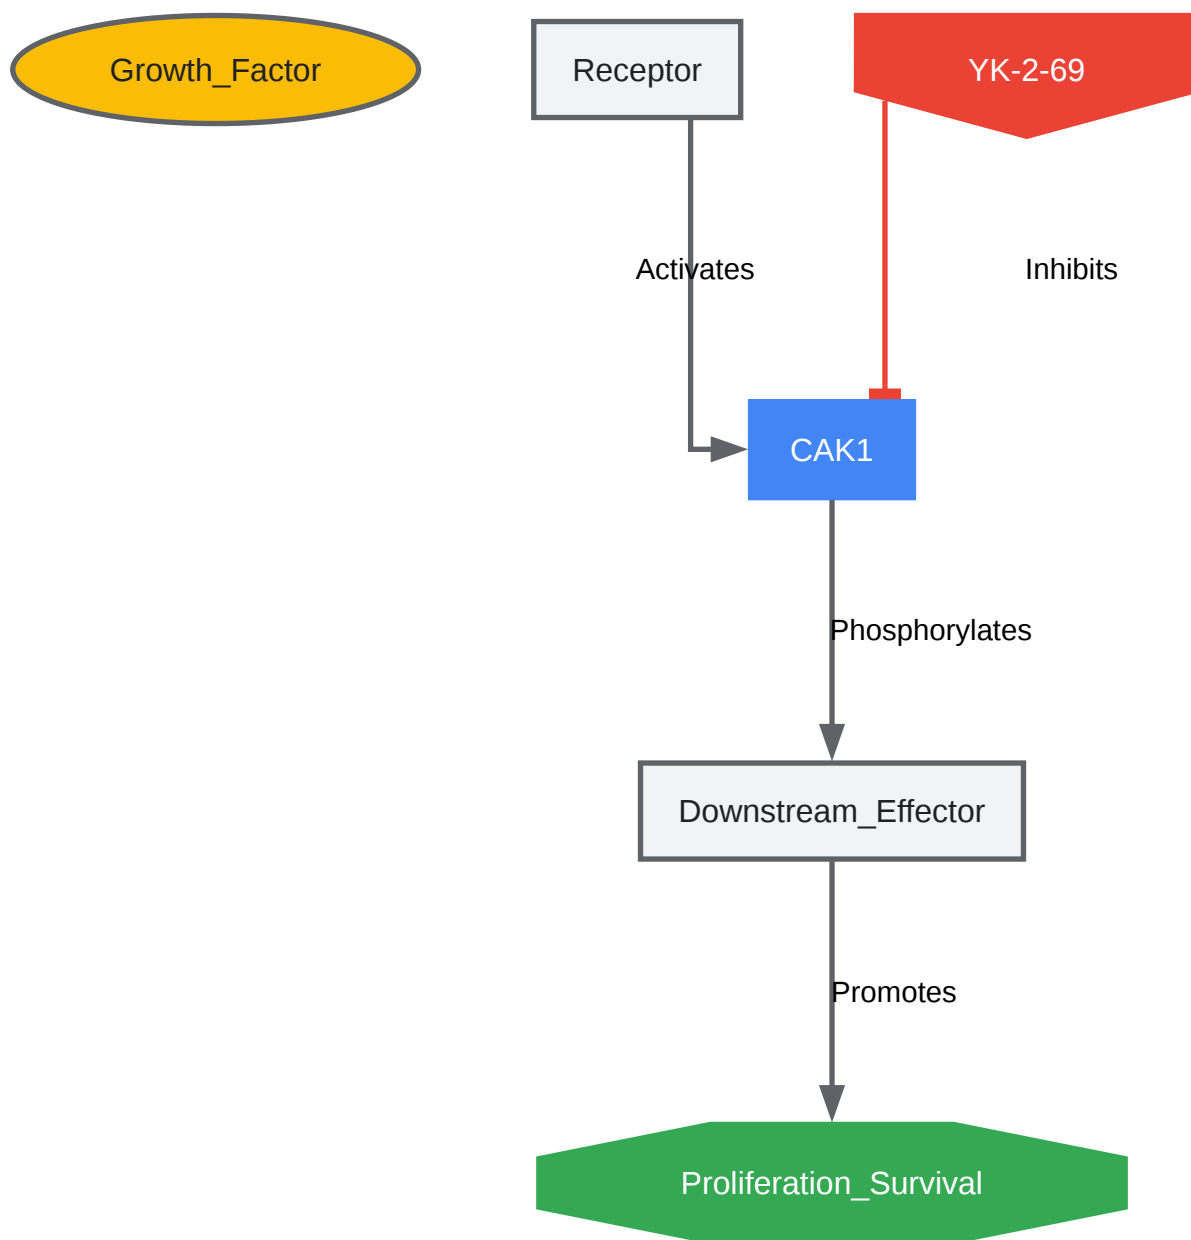 Growth_Factor
Receptor
YK-2-69
Activates
Inhibits
CAK1
Phosphorylates
Downstream_Effector
Promotes
Proliferation_Survival